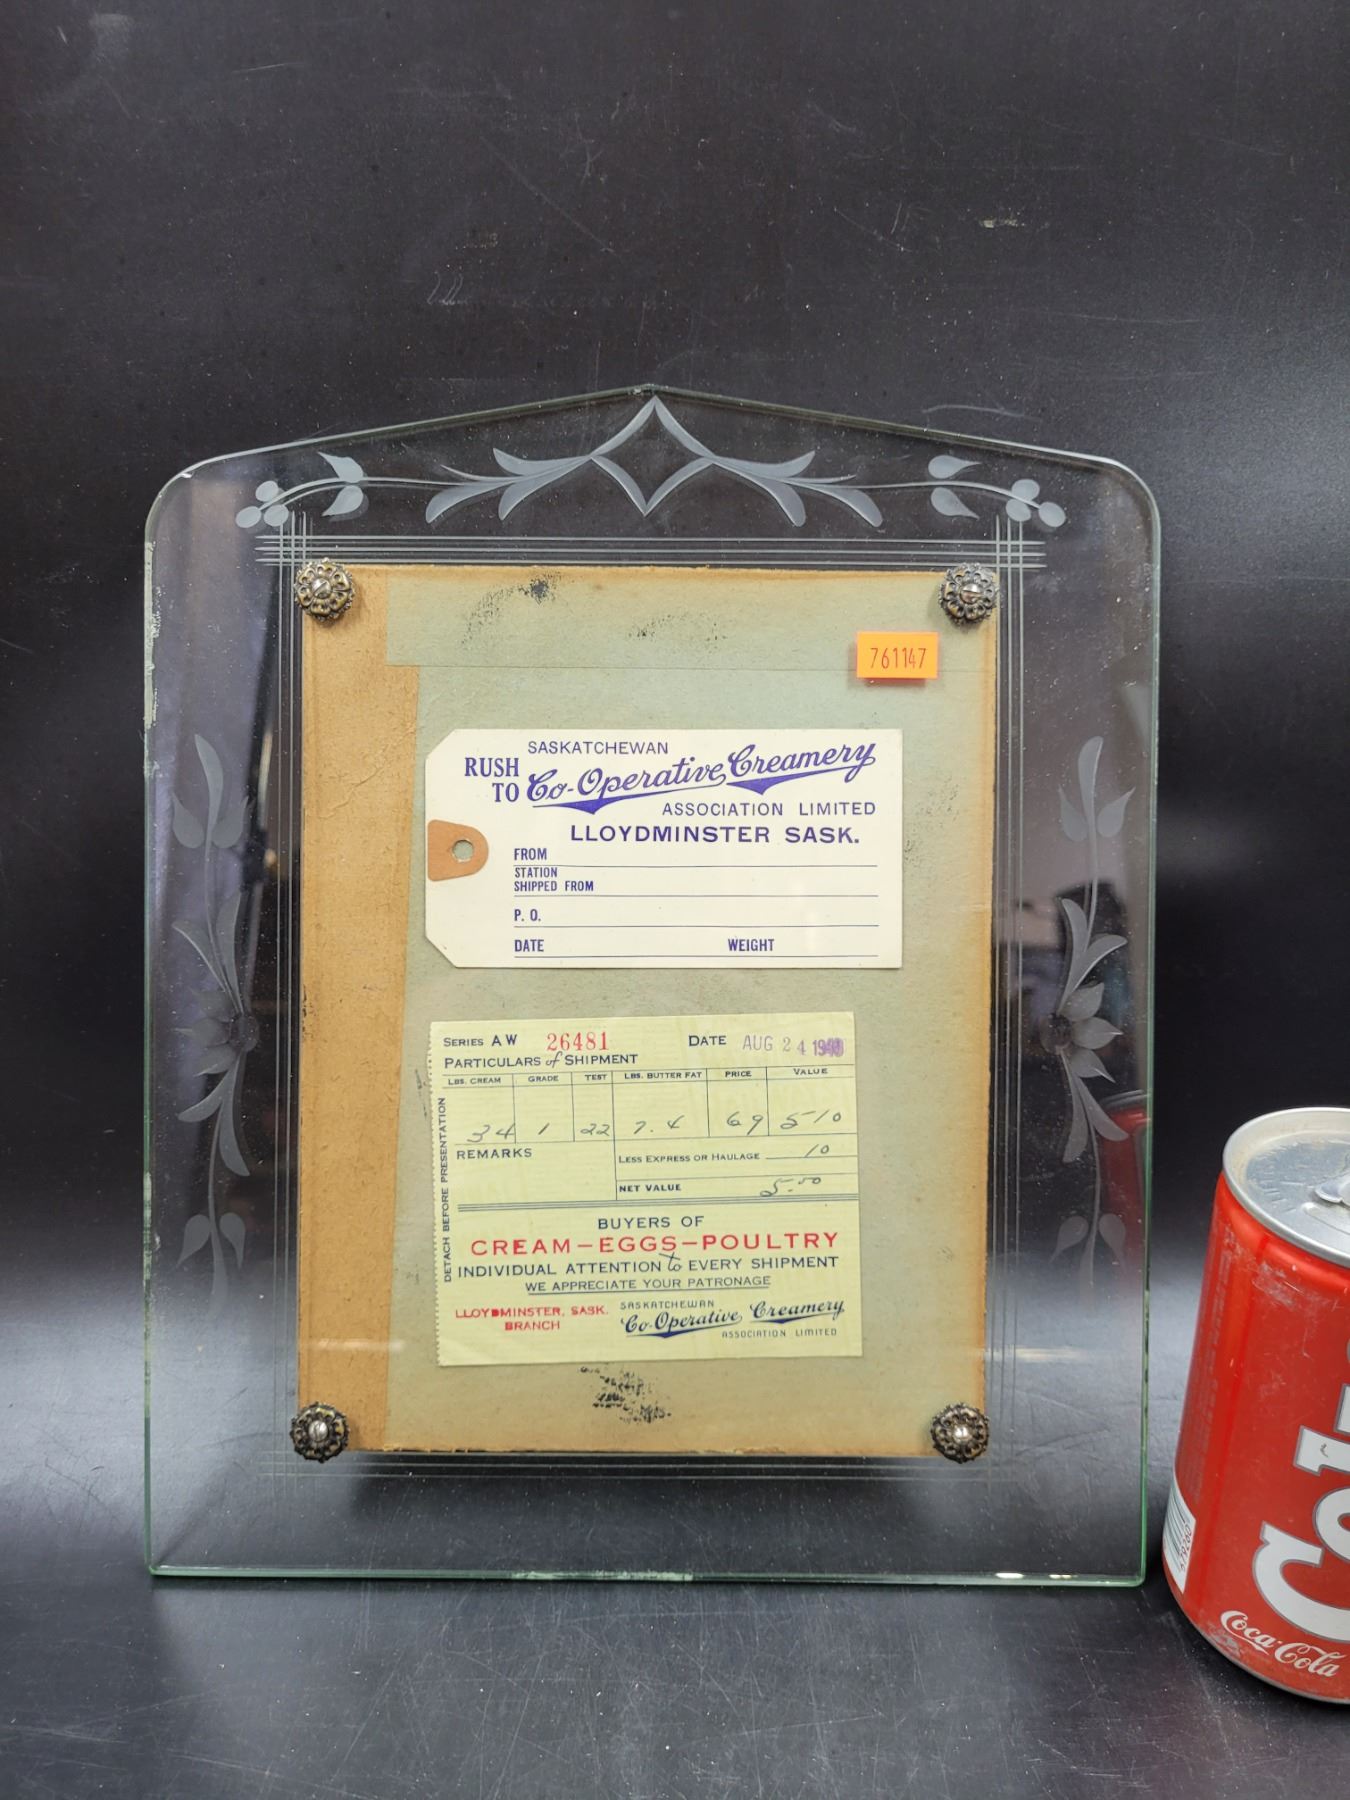 761147
SASKATCHEWAN
RUSH TO Co-Operative Creamery
ASSOCIATION LIMITED
LLOYDMINSTER SASK.
FROM
STATION
SHIPPED FROM
P. O.
DATE WEIGHT
SERIES A W 26481 DATE AUG 24
PARTICULARS of SHIPMENT
LBS. CREAM GRADE TEST LBS. BUTTER FAT PRICE VALUE
34 1 22 7.4 69 5 10
REMARKS
LESS EXPRESS OR HAULAGE 10
NET VALUE 5.00
DETACH BEFORE PRESENTATION
BUYERS OF
CREAM-EGGS-POULTRY
INDIVIDUAL ATTENTION to EVERY SHIPMENT
WE APPRECIATE YOUR PATRONAGE
LLOYDMINSTER, SASK.
BRANCH
SASKATCHEWAN
Co-Operative Creamery
ASSOCIATION LIMITED
Coca-Cola